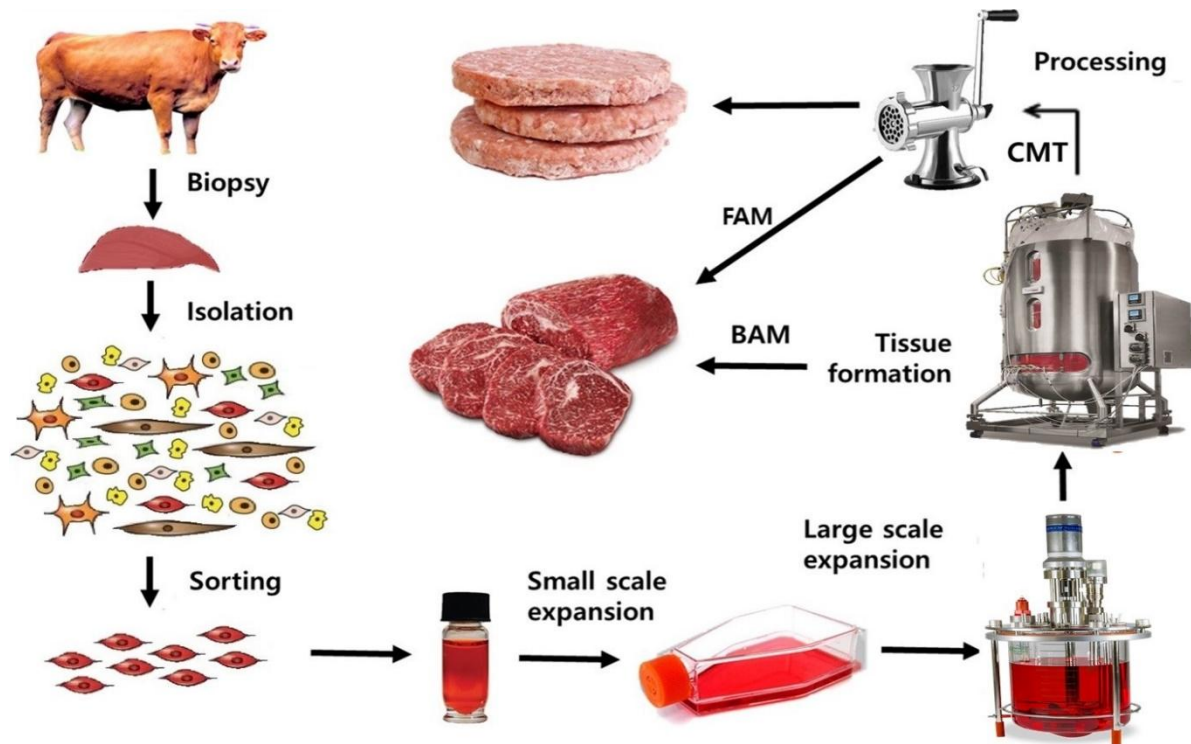 Biopsy
Isolation
Sorting
Small scale
expansion
Large scale
expansion
Tissue
formation
BAM
CMT
Processing
FAM